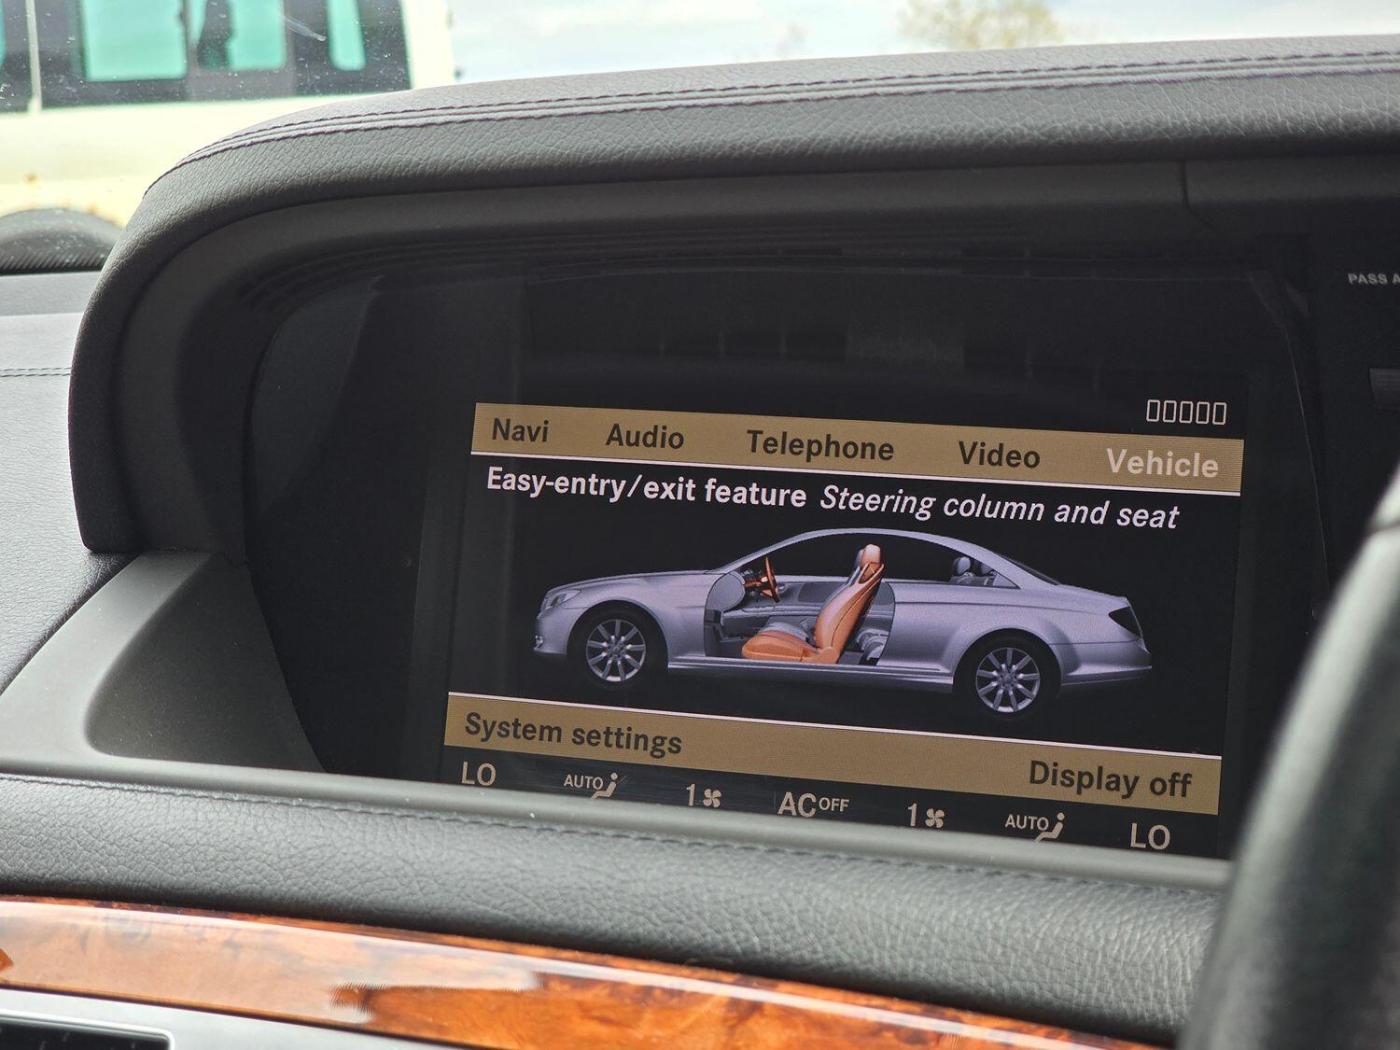 PASS A
Navi Audio Telephone Video Vehicle
Easy-entry/exit feature Steering column and seat
System settings Display off
LO AUTO 1 AC OFF 1 AUTO LO